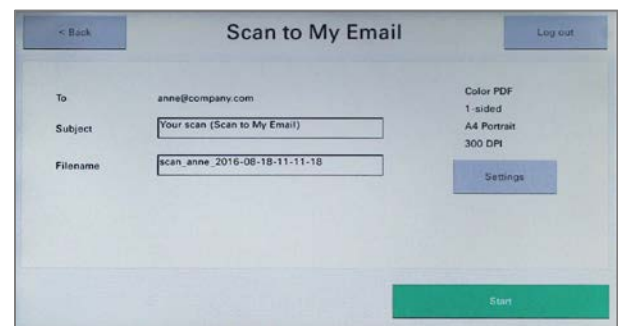 < Back
Scan to My Email
Log out
To
anne@company.com
Subject
Your scan (Scan to My Email)
Filename
scan_anne_2016-08-18-11-11-18
Color PDF
1-sided
A4 Portrait
300 DPI
Settings
Start